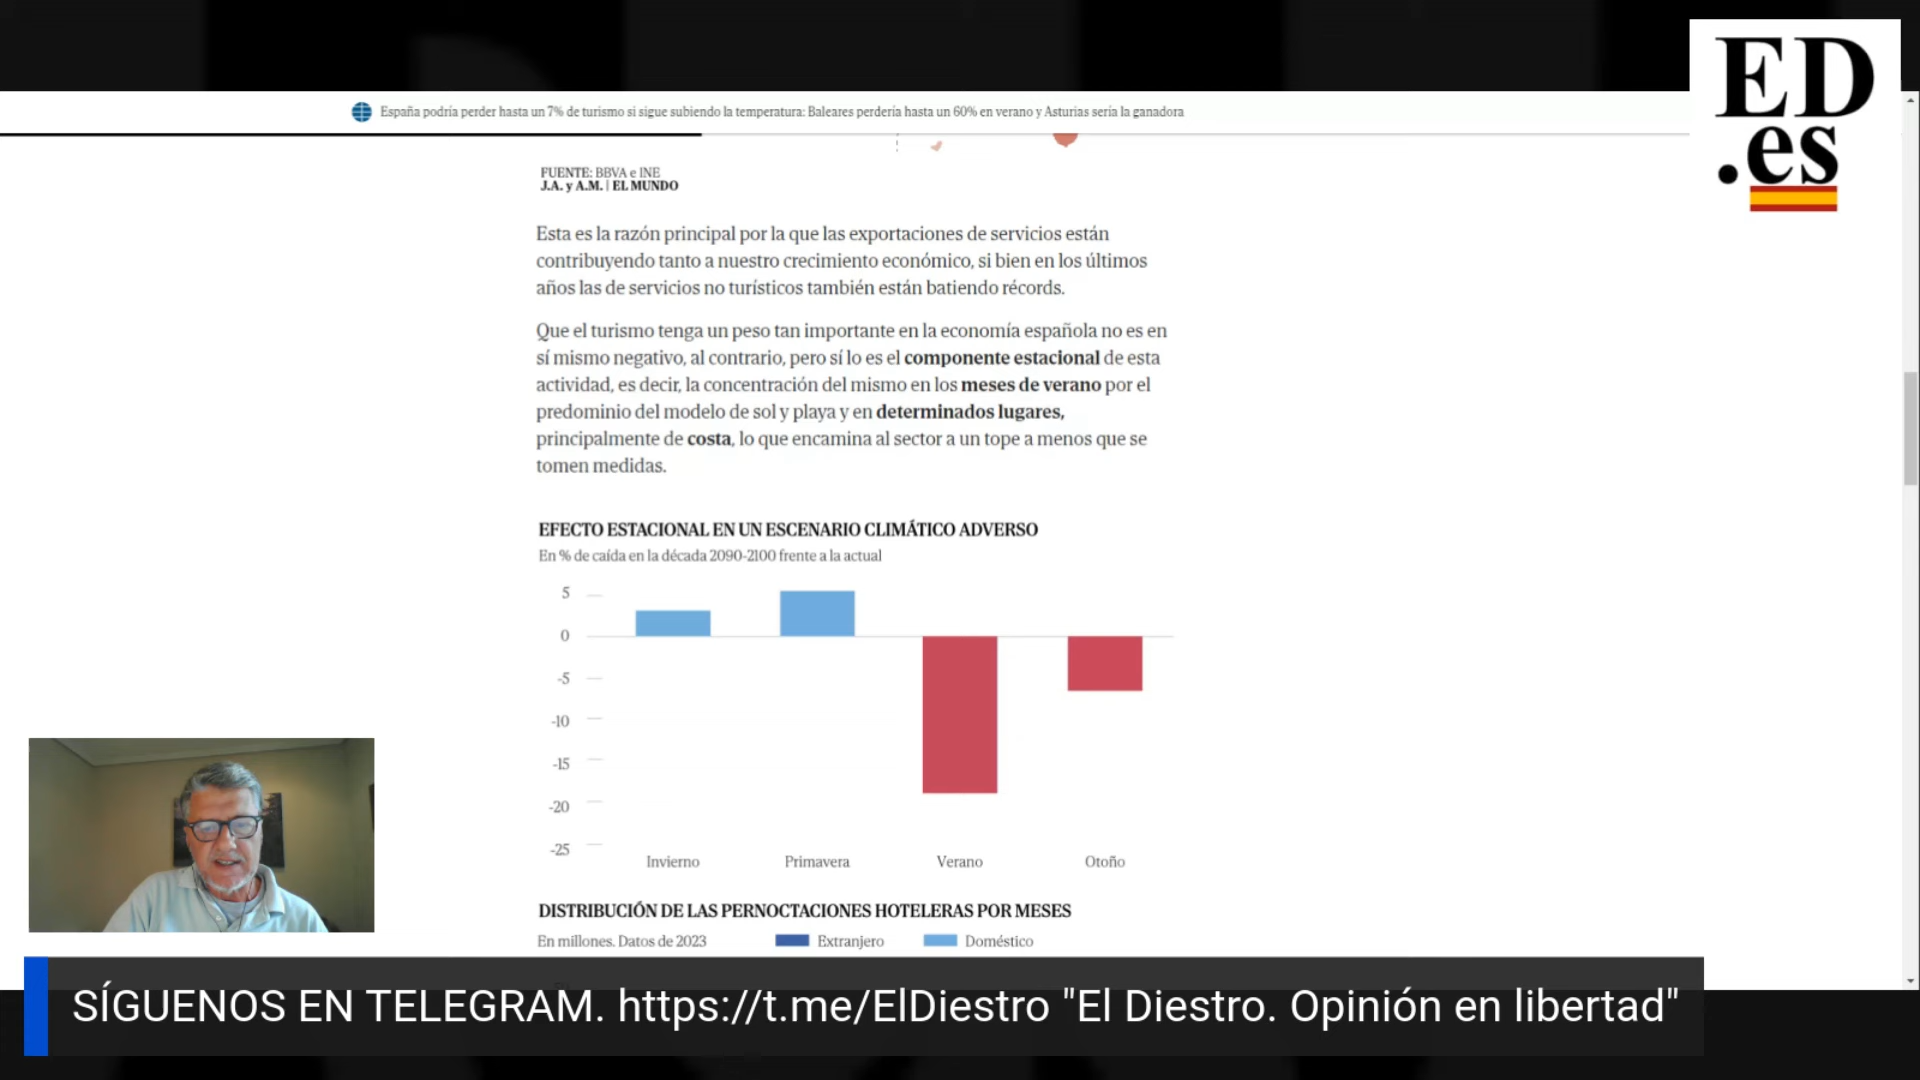 ED
.es
España podría perder hasta un 7% de turismo si sigue subiendo la temperatura: Baleares perdería hasta un 60% en verano y Asturias sería la ganadora
FUENTE: BBVA e INE
J.A. y A.M. | EL MUNDO
Esta es la razón principal por la que las exportaciones de servicios están
contribuyendo tanto a nuestro crecimiento económico, si bien en los últimos
años las de servicios no turísticos también están batiendo récords.
Que el turismo tenga un peso tan importante en la economía española no es en
sí mismo negativo, al contrario, pero sí lo es el componente estacional de esta
actividad, es decir, la concentración del mismo en los meses de verano por el
predominio del modelo de sol y playa y en determinados lugares,
principalmente de costa, lo que encamina al sector a un tope a menos que se
tomen medidas.
EFECTO ESTACIONAL EN UN ESCENARIO CLIMÁTICO ADVERSO
En % de caída en la década 2090-2100 frente a la actual
5
0
-5
-10
-15
-20
-25
Invierno Primavera Verano Otoño
DISTRIBUCIÓN DE LAS PERNOCTACIONES HOTELERAS POR MESES
En millones. Datos de 2023 Extranjero Doméstico
SÍGUENOS EN TELEGRAM. https://t.me/ElDiestro "El Diestro. Opinión en libertad"